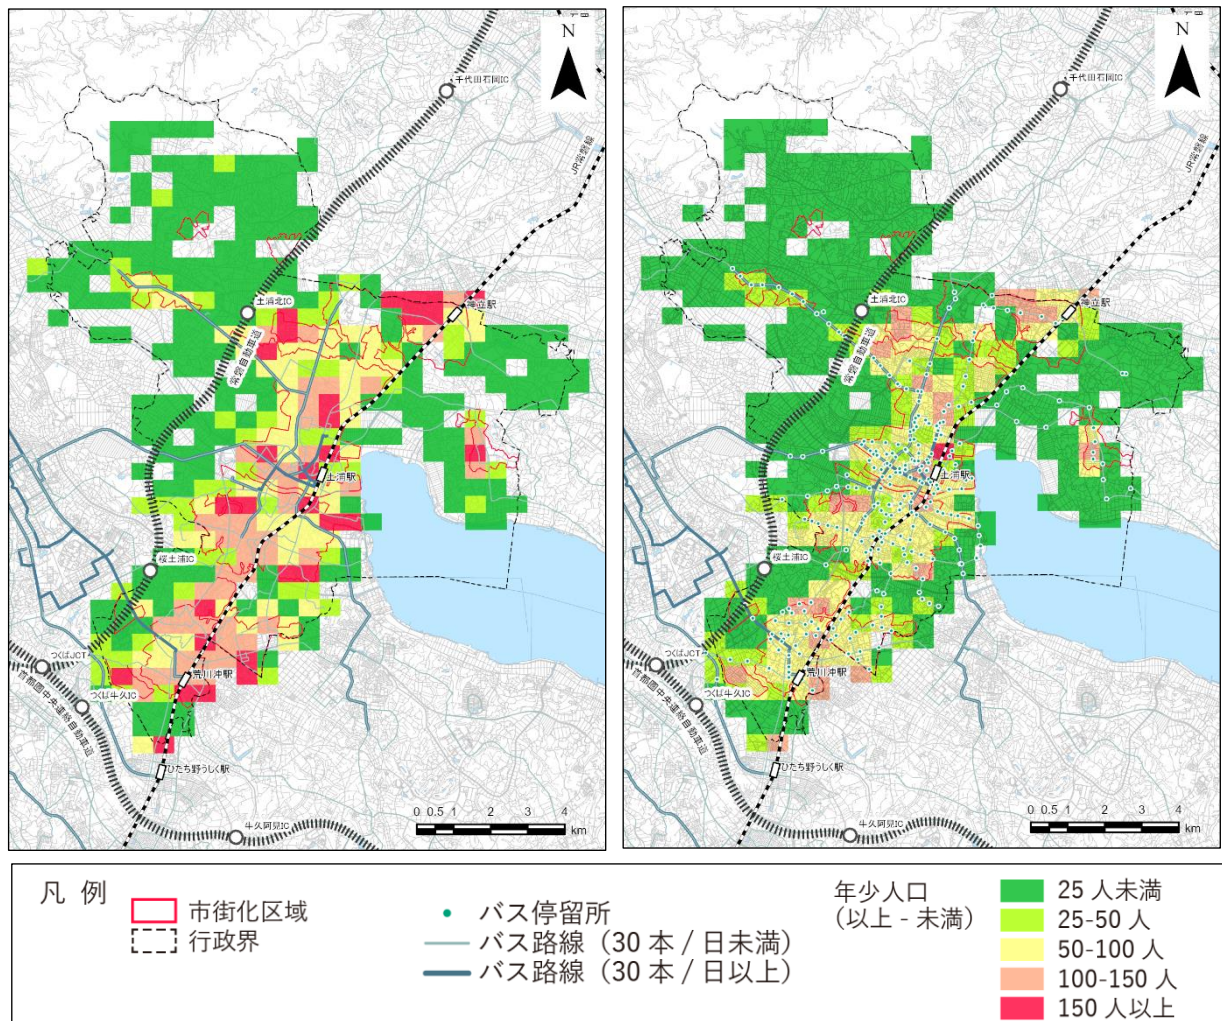 N
千代田石岡IC
JR常磐線
土浦北IC
神立駅
常磐自動車道
土浦駅
桜土浦IC
つくばJCT
荒川沖駅
つくば牛久IC
首都圏中央連絡自動車道
ひたち野うしく駅
牛久阿見IC
0 0.5 1 2 3 4
km
N
千代田石岡IC
JR常磐線
土浦北IC
神立駅
常磐自動車道
土浦駅
桜土浦IC
つくばJCT
荒川沖駅
つくば牛久IC
首都圏中央連絡自動車道
ひたち野うしく駅
牛久阿見IC
0 0.5 1 2 3 4
km
凡 例
市街化区域
行政界
バス停留所
バス路線（30 本 / 日未満）
バス路線（30 本 / 日以上）
年少人口
（以上 - 未満）
25 人未満
25-50 人
50-100 人
100-150 人
150 人以上